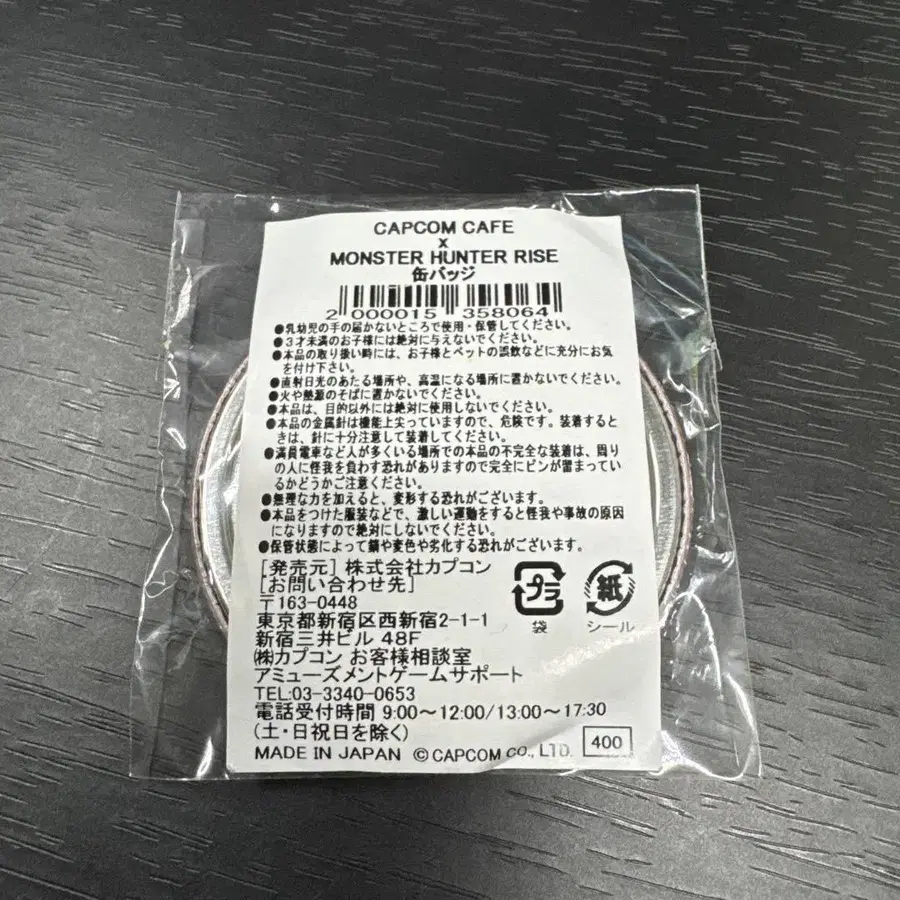 CAPCOM CAFE
x
MONSTER HUNTER RISE
缶バッジ
2 000015 358064
●乳幼児の手の届かないところで使用・保管してください。
●3才未満のお子様には絶対に与えないでください。
●本品の取り扱い時には、お子様とペットの誤飲などに充分にお気
を付け下さい。
●直射日光のあたる場所や、高温になる場所に置かないでください。
●火や熱源のそばに置かないでください。
●本品は、目的以外には絶対に使用しないでください。
●本品の金属針は機能上尖っていますので、危険です。装着すると
きは、針に十分注意して装着してください。
●満員電車など人が多くいる場所での本品の不完全な装着は、周り
の人に怪我を負わす恐れがありますので完全にピンが留まってい
るかどうかご注意ください。
●無理な力を加えると、変形する恐れがございます。
●本品をつけた服装などで、激しい運動をすると怪我や事故の原因
になりますので絶対にしないでください。
●保管状態によって錆や変色や劣化する恐れがございます。
[発売元] 株式会社カプコン
[お問い合わせ先]
〒163-0448
東京都新宿区西新宿2-1-1
新宿三井ビル 48F
㈱カプコン お客様相談室
アミューズメントゲームサポート
TEL:03-3340-0653
電話受付時間 9:00～12:00/13:00～17:30
(土・日祝日を除く)
MADE IN JAPAN ©CAPCOM CO., LTD. 400
プラ 紙
袋 シール